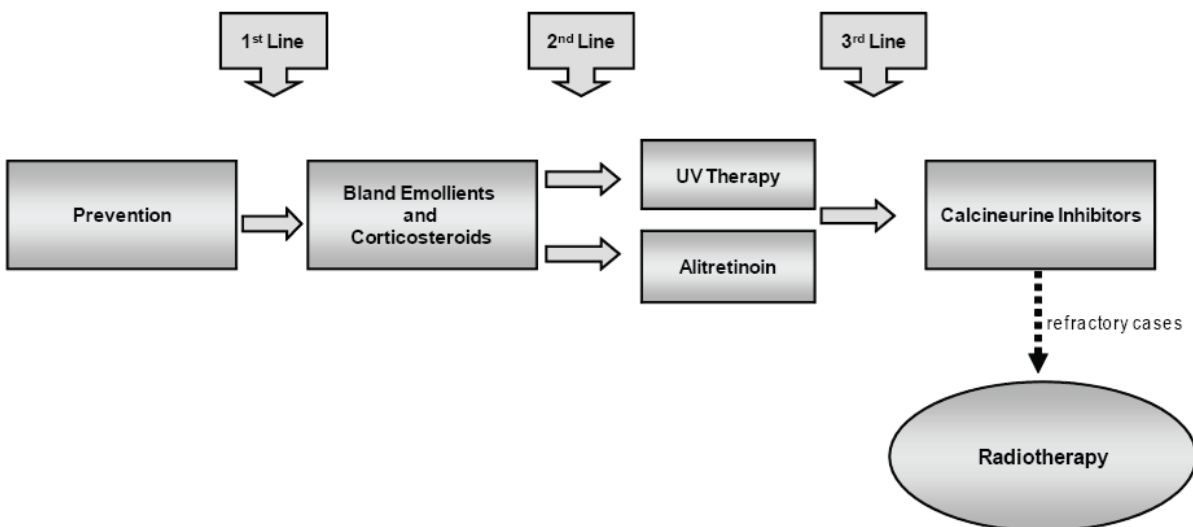 1st Line
2nd Line
3rd Line
Prevention
Bland Emollients
and
Corticosteroids
UV Therapy
Alitretinoin
Calcineurine Inhibitors
refractory cases
Radiotherapy